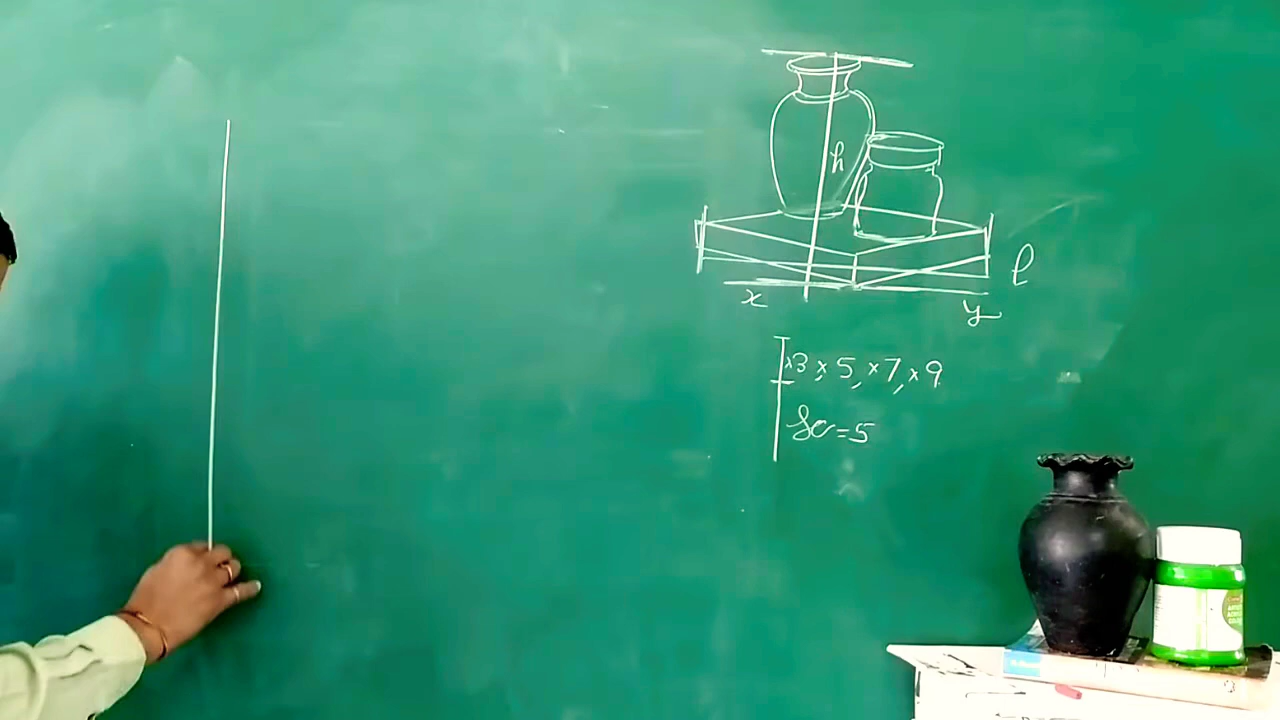 h
l
x y
×3, ×5, ×7, ×9
Sc=5